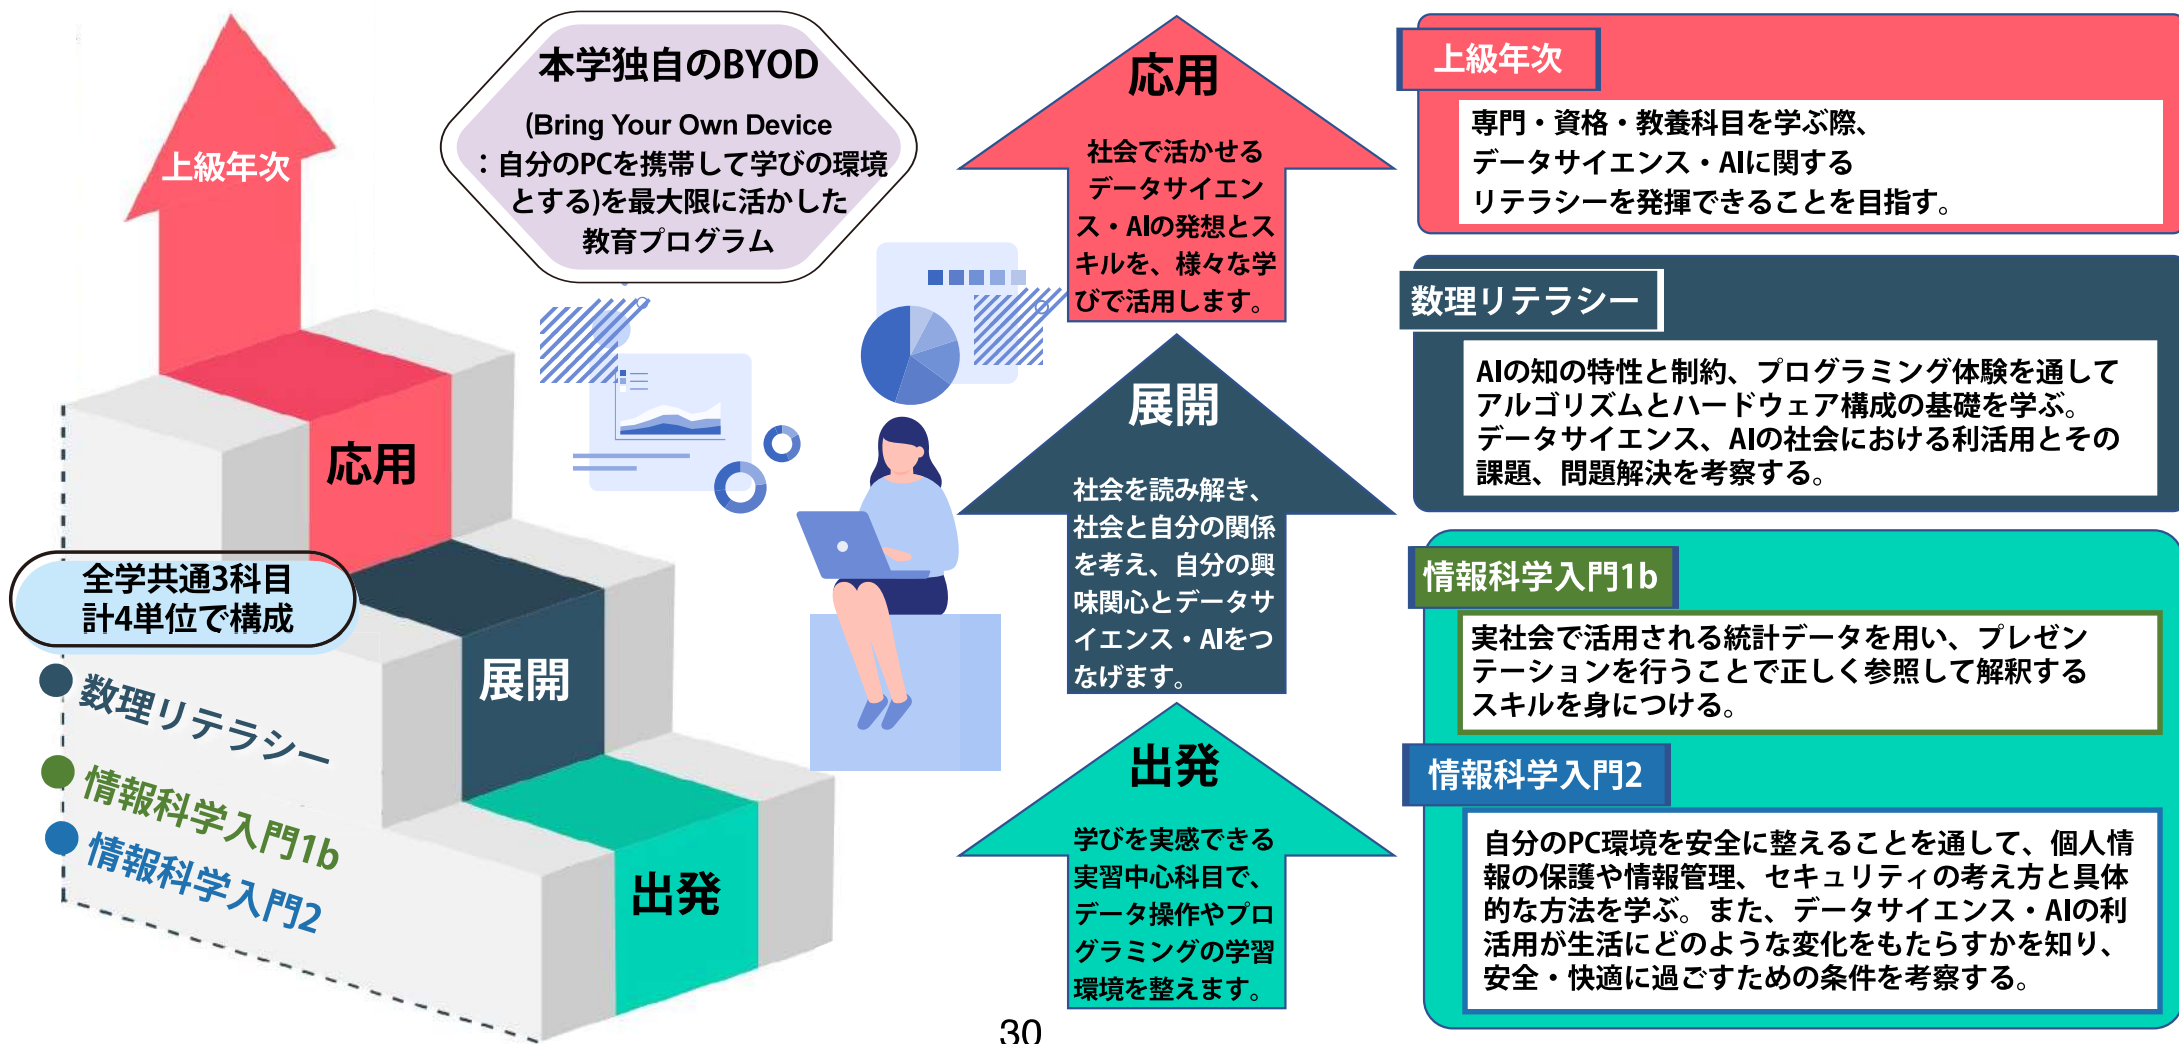 上級年次
本学独自のBYOD
(Bring Your Own Device
：自分のPCを携帯して学びの環境
とする)を最大限に活かした
教育プログラム
応用
展開
出発
全学共通3科目
計4単位で構成
数理リテラシー
情報科学入門1b
情報科学入門2
応用
社会で活かせる
データサイエン
ス・AIの発想とス
キルを、様々な学
びで活用します。
展開
社会を読み解き、
社会と自分の関係
を考え、自分の興
味関心とデータサ
イエンス・AIをつ
なげます。
出発
学びを実感できる
実習中心科目で、
データ操作やプロ
グラミングの学習
環境を整えます。
上級年次
専門・資格・教養科目を学ぶ際、
データサイエンス・AIに関する
リテラシーを発揮できることを目指す。
数理リテラシー
AIの知の特性と制約、プログラミング体験を通して
アルゴリズムとハードウェア構成の基礎を学ぶ。
データサイエンス、AIの社会における利活用とその
課題、問題解決を考察する。
情報科学入門1b
実社会で活用される統計データを用い、プレゼン
テーションを行うことで正しく参照して解釈する
スキルを身につける。
情報科学入門2
自分のPC環境を安全に整えることを通して、個人情
報の保護や情報管理、セキュリティの考え方と具体
的な方法を学ぶ。また、データサイエンス・AIの利
活用が生活にどのような変化をもたらすかを知り、
安全・快適に過ごすための条件を考察する。
30